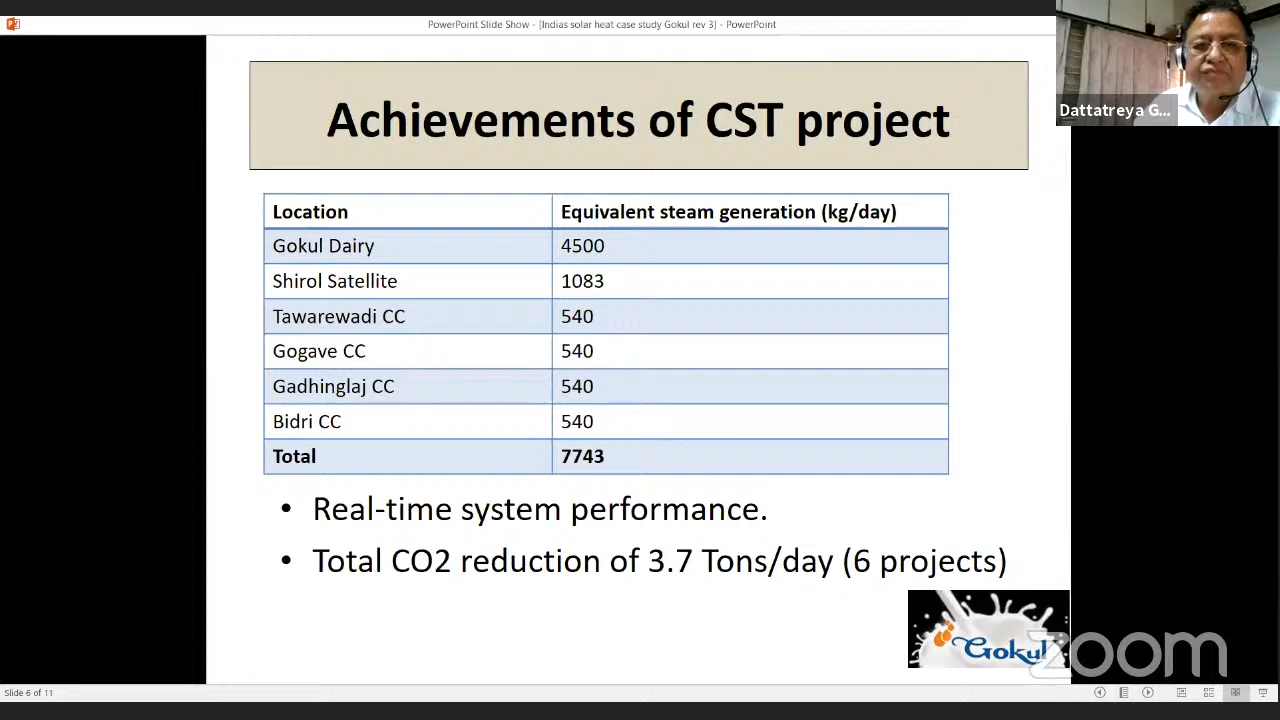 PowerPoint Slide Show - [Indias solar heat case study Gokul rev 3] - PowerPoint
Dattatreya G...
Achievements of CST project
Location Equivalent steam generation (kg/day)
Gokul Dairy 4500
Shirol Satellite 1083
Tawarewadi CC 540
Gogave CC 540
Gadhinglaj CC 540
Bidri CC 540
Total 7743
• Real-time system performance.
• Total CO2 reduction of 3.7 Tons/day (6 projects)
Gokul
zoom
Slide 6 of 11